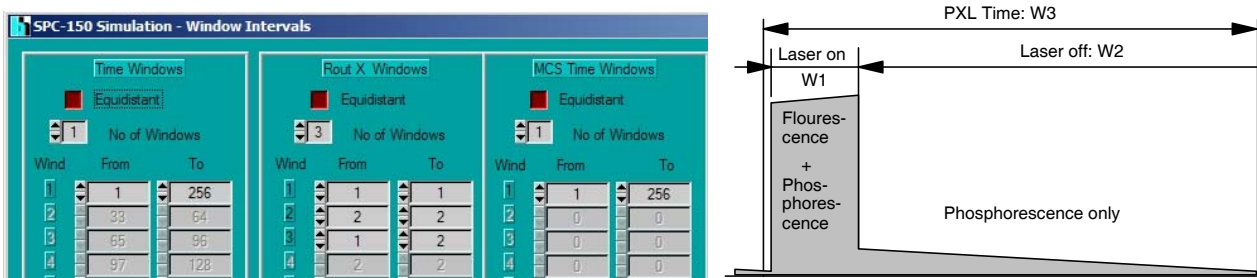 SPC-150 Simulation - Window Intervals
Time Windows
Equidistant
1 No of Windows
Wind From To
1 1 256
2 33 64
3 65 96
4 97 128
Rout X Windows
Equidistant
3 No of Windows
Wind From To
1 1 1
2 2 2
3 1 2
4 2 2
MCS Time Windows
Equidistant
1 No of Windows
Wind From To
1 1 256
2 0 0
3 0 0
4 0 0
PXL Time: W3
Laser on
W1
Laser off: W2
Floures-
cence
+
Phos-
phores-
cence
Phosphorescence only